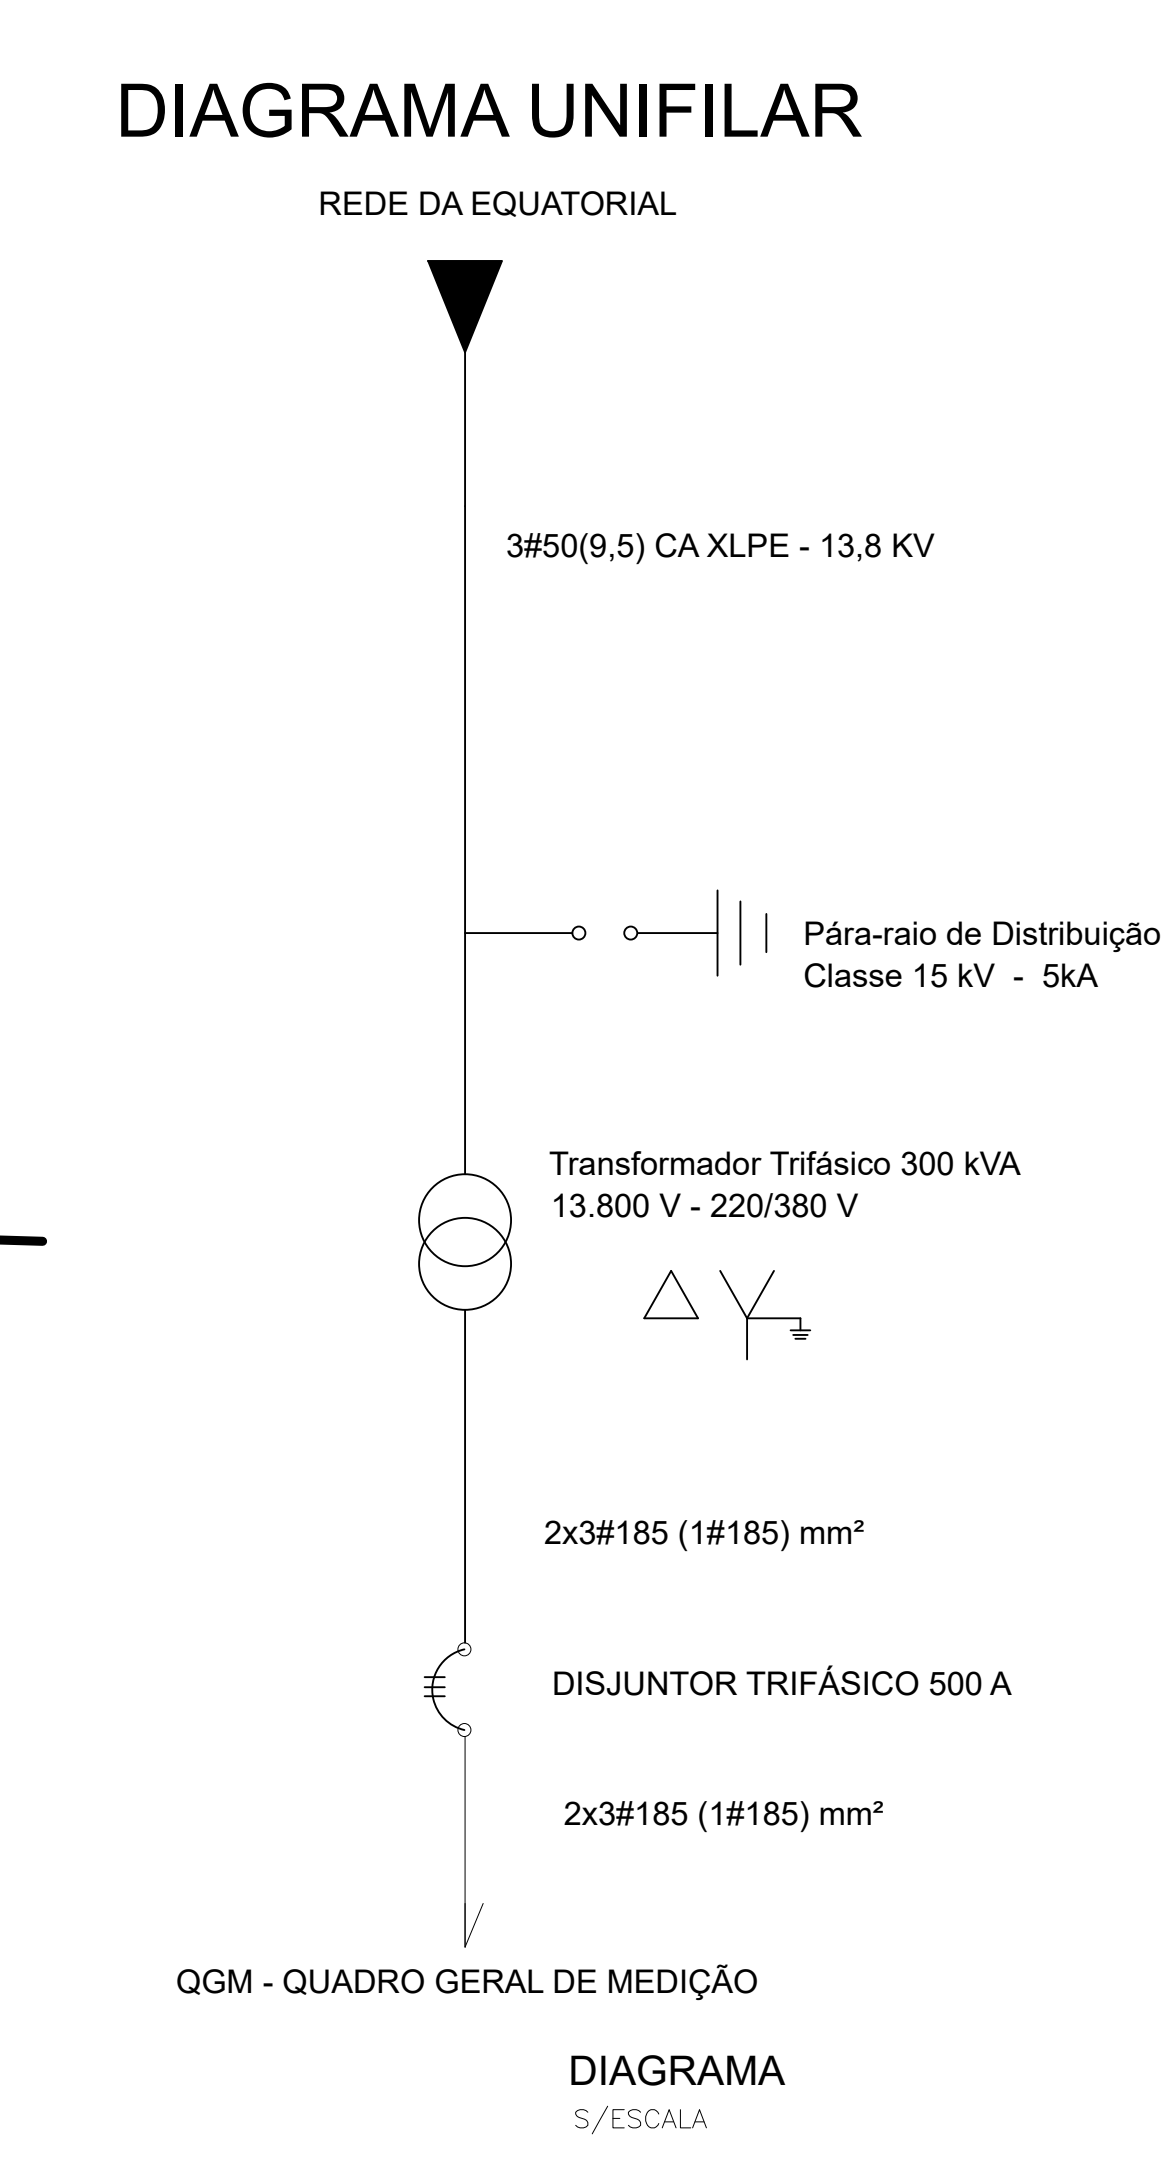 DIAGRAMA UNIFILAR
REDE DA EQUATORIAL
3#50(9,5) CA XLPE - 13,8 KV
Pára-raio de Distribuição
Classe 15 kV - 5kA
Transformador Trifásico 300 kVA
13.800 V - 220/380 V
2x3#185 (1#185) mm²
DISJUNTOR TRIFÁSICO 500 A
2x3#185 (1#185) mm²
QGM - QUADRO GERAL DE MEDIÇÃO
DIAGRAMA
S/ESCALA